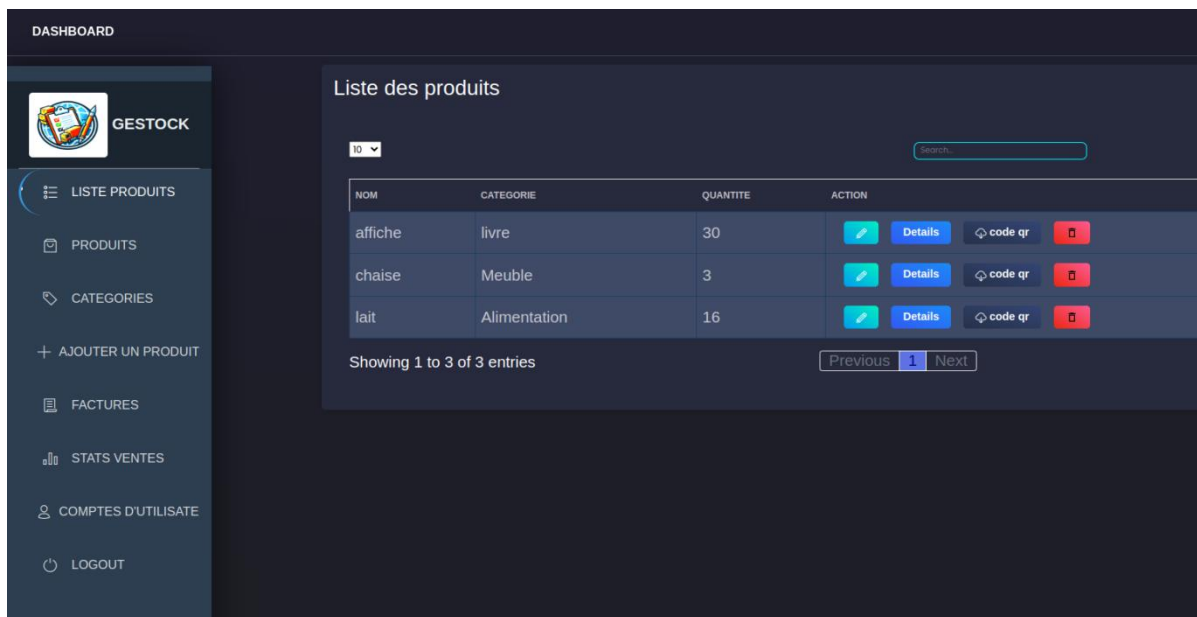 DASHBOARD
GESTOCK
LISTE PRODUITS
PRODUITS
CATEGORIES
AJOUTER UN PRODUIT
FACTURES
STATS VENTES
COMPTES D'UTILISATE
LOGOUT
Liste des produits
10
Search...
NOM CATEGORIE QUANTITE ACTION
affiche livre 30 Details code qr
chaise Meuble 3 Details code qr
lait Alimentation 16 Details code qr
Showing 1 to 3 of 3 entries Previous 1 Next